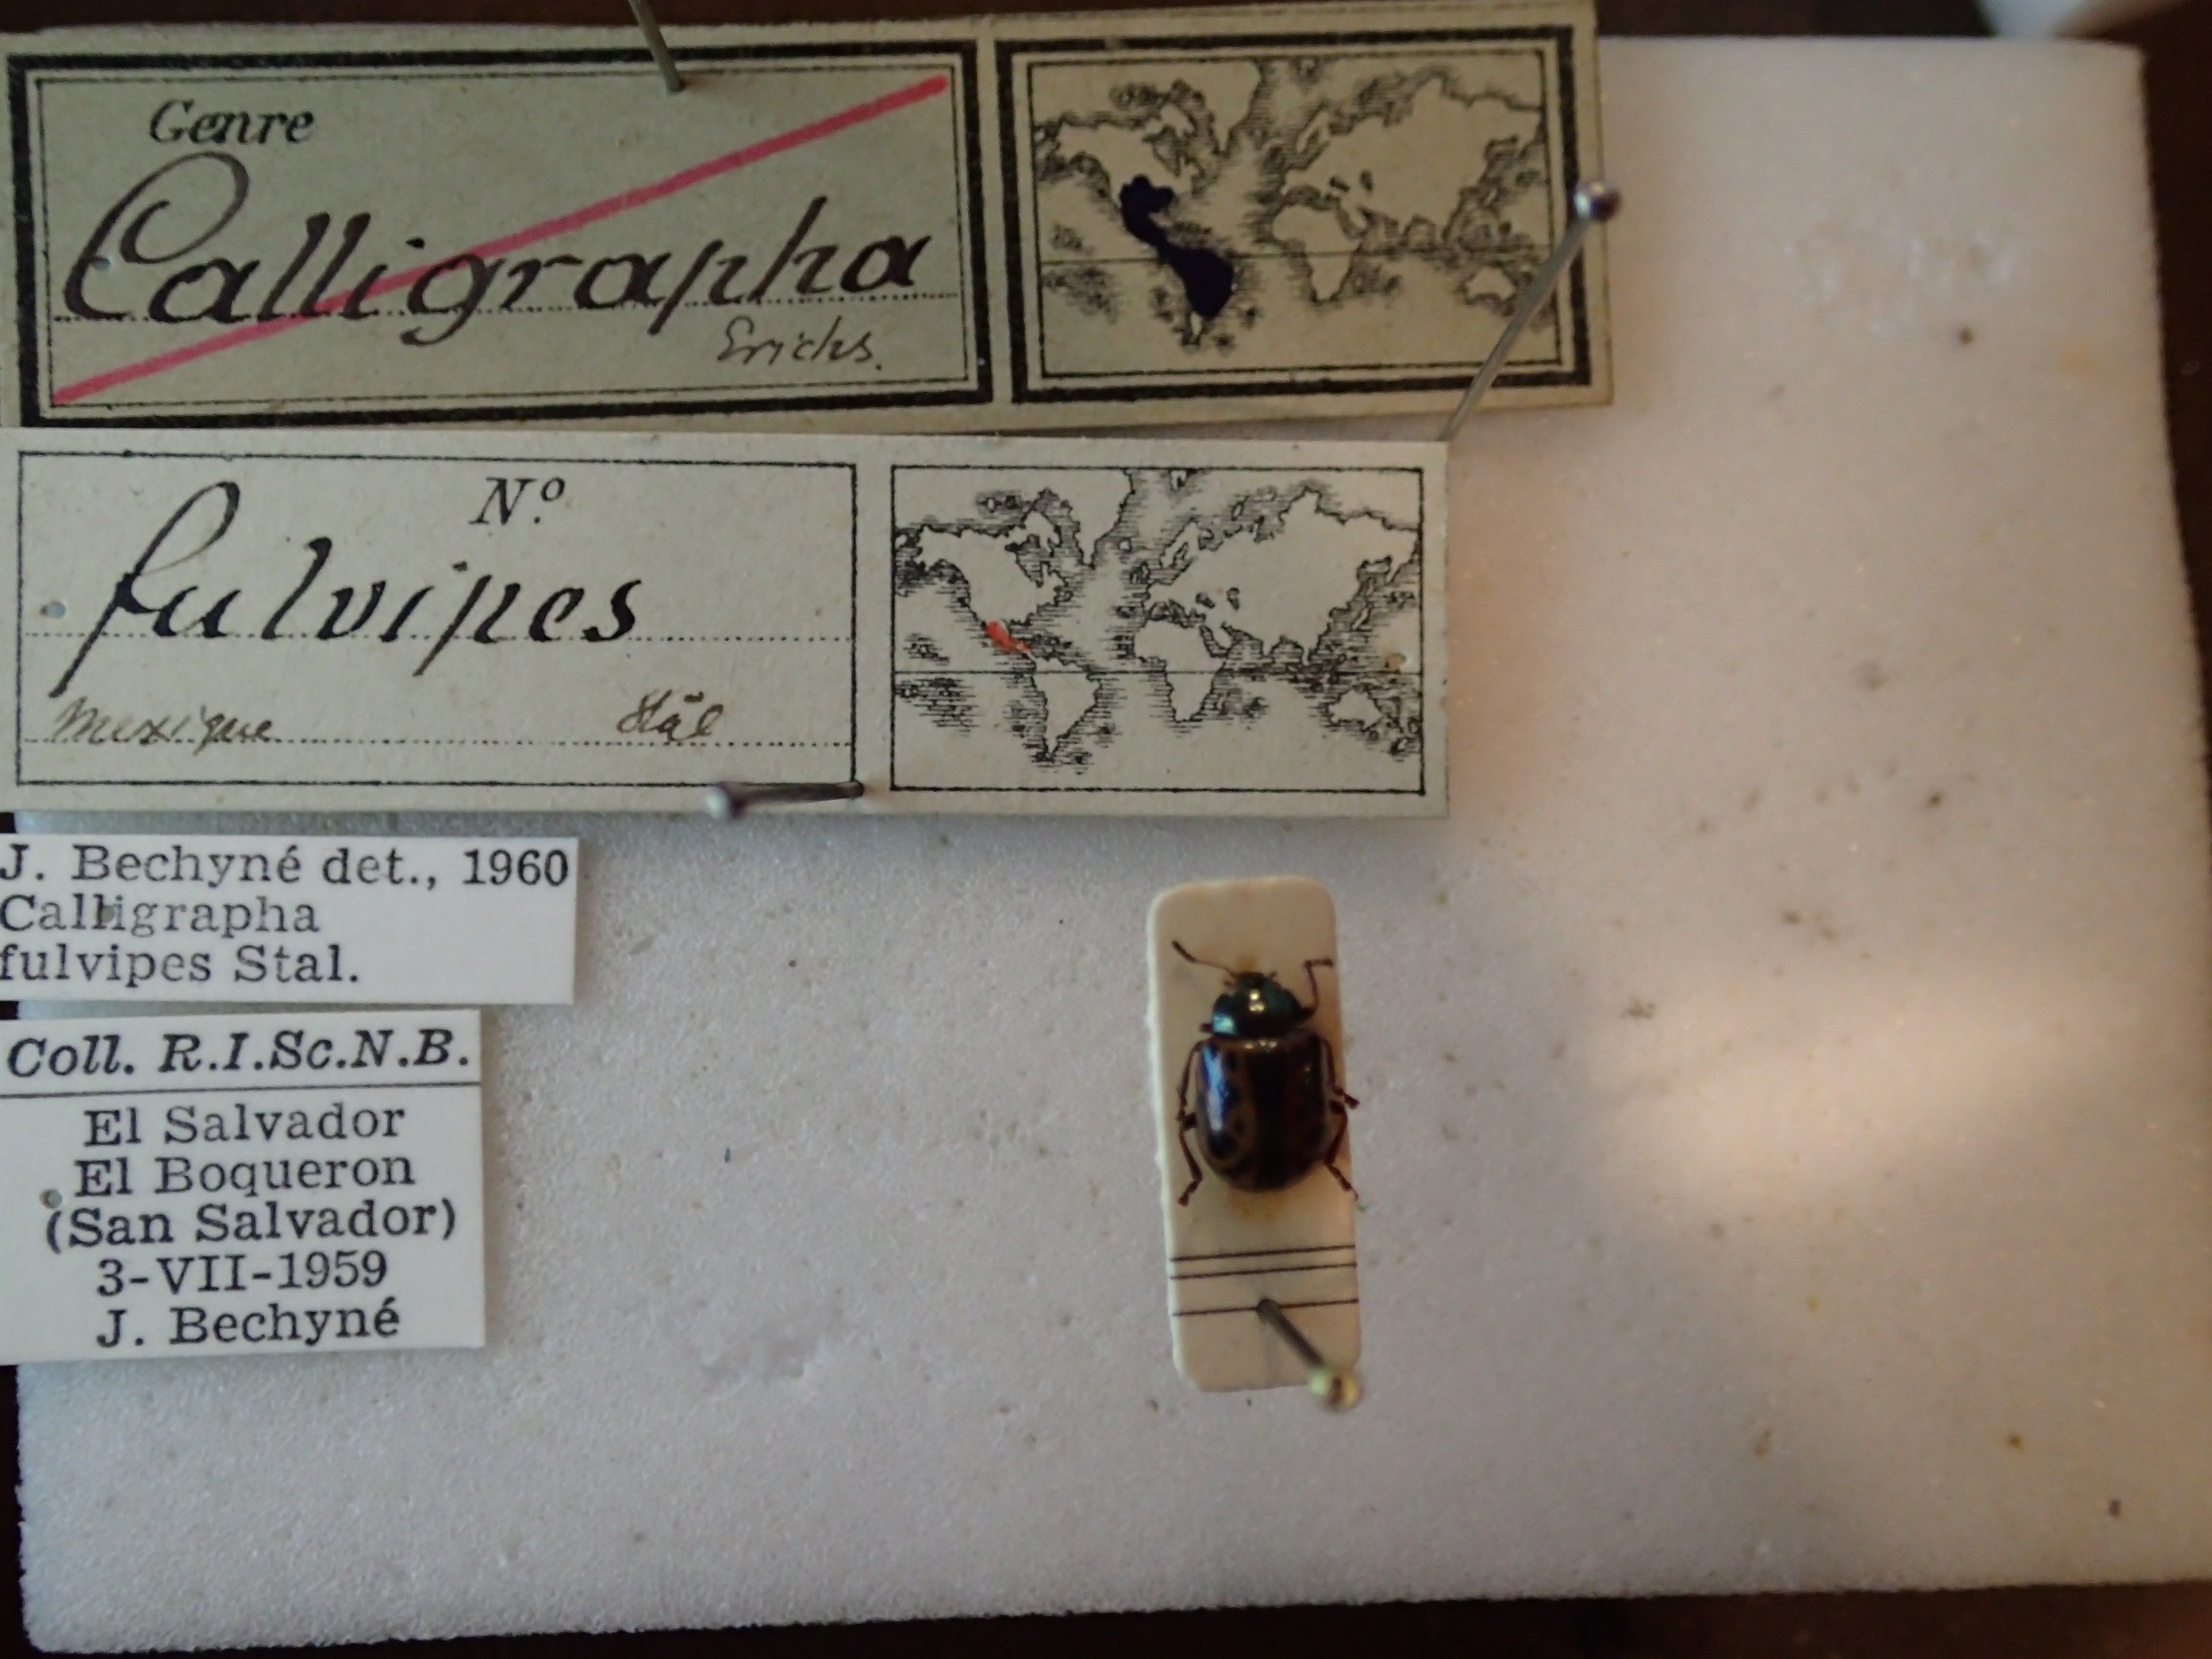 Genre
Calligrapha
Erichs.
N.º
fulvipes
Mexique Stål
J. Bechyné det., 1960
Calligrapha
fulvipes Stal.
Coll. R.I.Sc.N.B.
El Salvador
El Boqueron
(San Salvador)
3-VII-1959
J. Bechyné